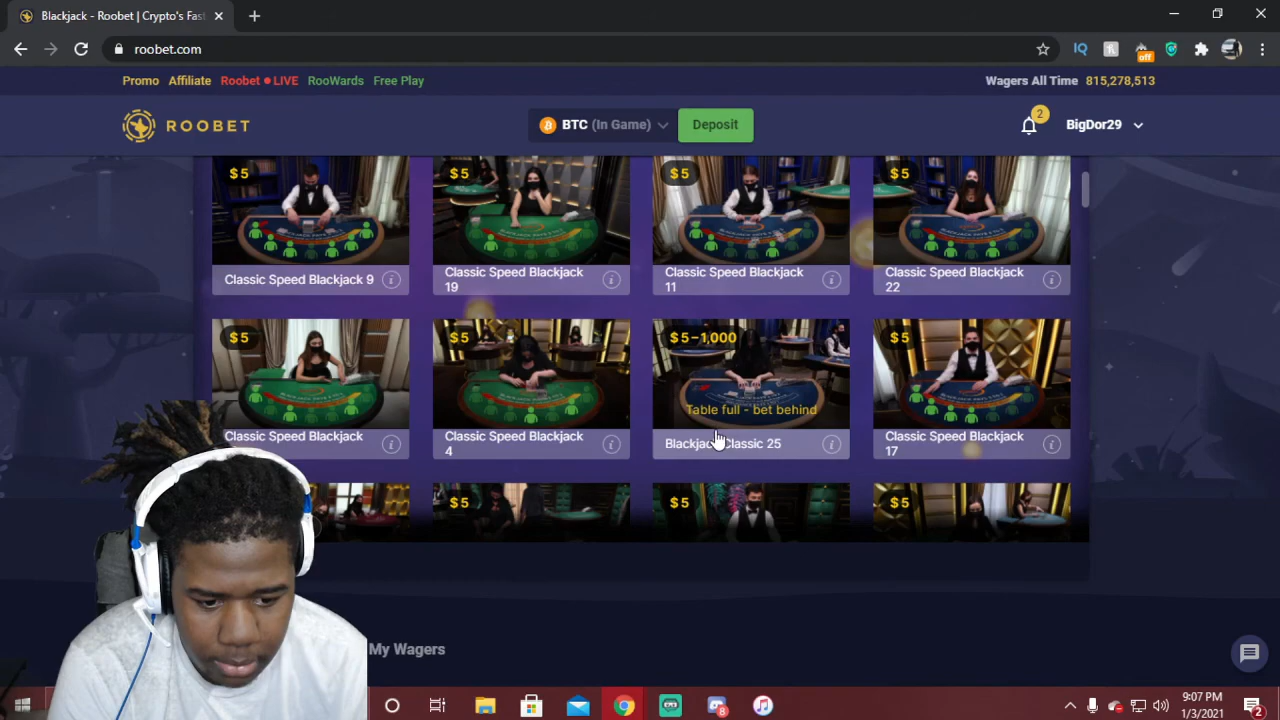 Blackjack - Roobet | Crypto's Fast
roobet.com
off
Promo Affiliate Roobet LIVE RooWards Free Play
Wagers All Time 815,278,513
ROOBET
BTC (In Game)
Deposit
2
BigDor29
$5
$5
$5
$5
Classic Speed Blackjack 9
Classic Speed Blackjack
19
Classic Speed Blackjack
11
Classic Speed Blackjack
22
$5
$5
$5–1,000
$5
Table full - bet behind
Classic Speed Blackjack
Classic Speed Blackjack
4
Classic 25
Classic Speed Blackjack
17
$5
$5
$5
My Wagers
8
9:07 PM
1/3/2021
2